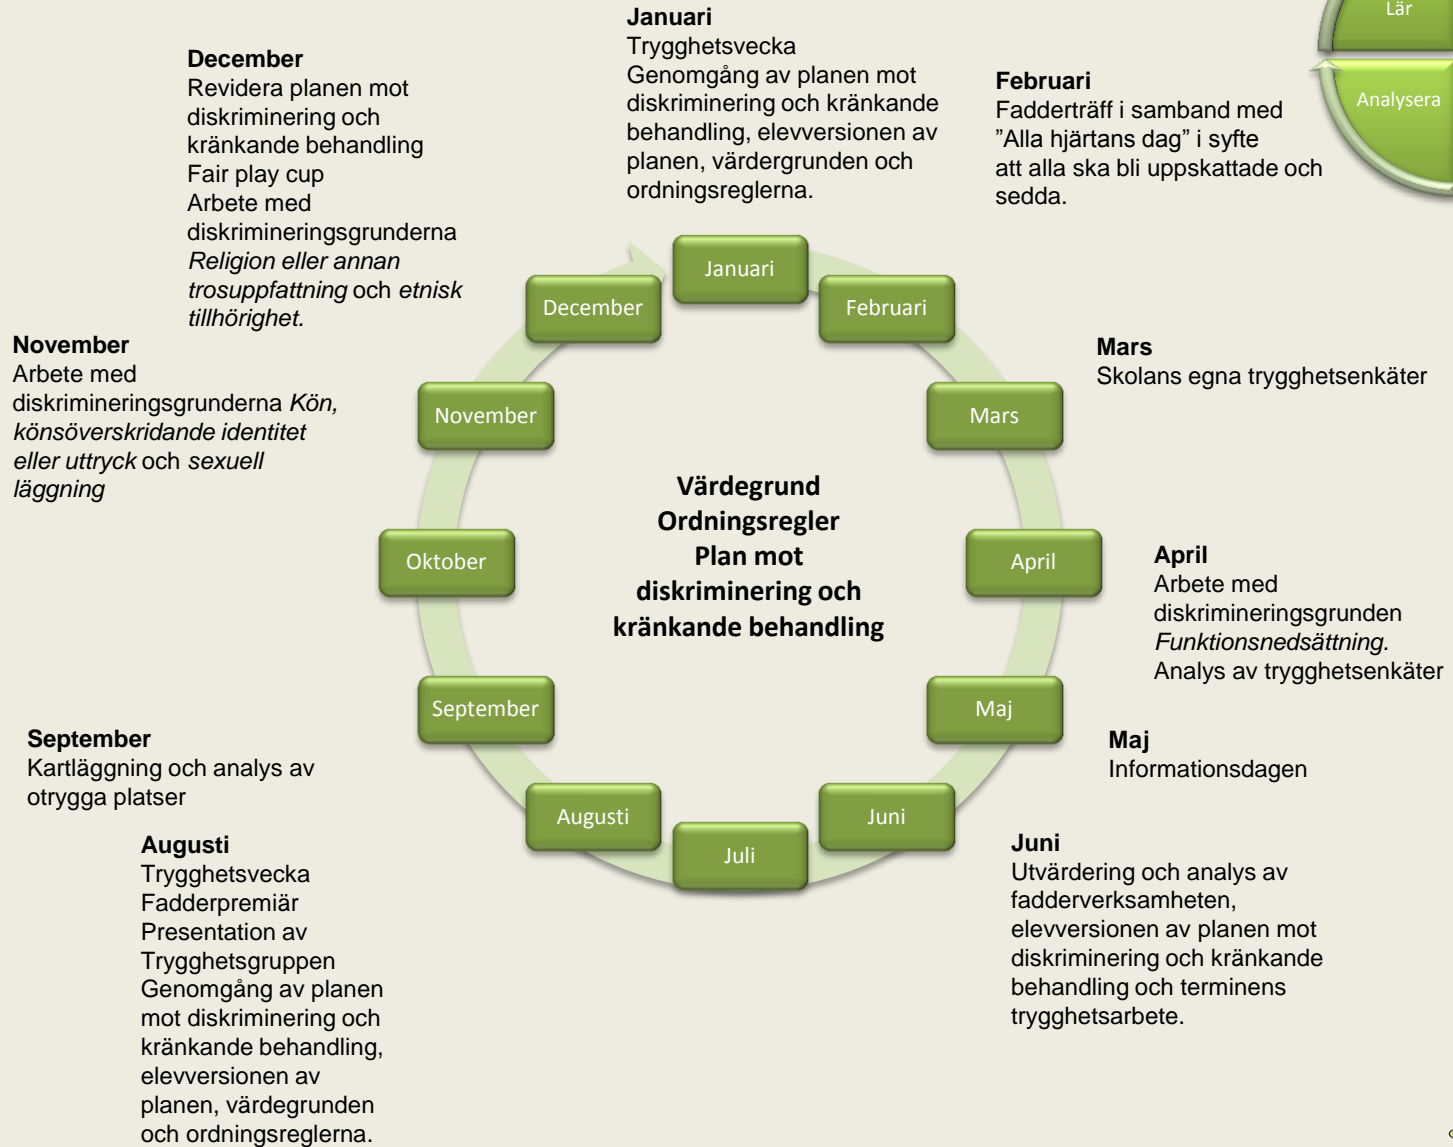 Januari
Trygghetsvecka
Genomgång av planen mot
diskriminering och kränkande
behandling, elevversionen av
planen, värdergrunden och
ordningsreglerna.
Februari
Fadderträff i samband med
”Alla hjärtans dag” i syfte
att alla ska bli uppskattade och
sedda.
Lär
Analysera
December
Revidera planen mot
diskriminering och
kränkande behandling
Fair play cup
Arbete med
diskrimineringsgrunderna
Religion eller annan
trosuppfattning och etnisk
tillhörighet.
Januari
Februari
Mars
April
Maj
Juni
Juli
Augusti
September
Oktober
November
December
Värdegrund
Ordningsregler
Plan mot
diskriminering och
kränkande behandling
Mars
Skolans egna trygghetsenkäter
April
Arbete med
diskrimineringsgrunden
Funktionsnedsättning.
Analys av trygghetsenkäter
Maj
Informationsdagen
Juni
Utvärdering och analys av
fadderverksamheten,
elevversionen av planen mot
diskriminering och kränkande
behandling och terminens
trygghetsarbete.
Augusti
Trygghetsvecka
Fadderpremiär
Presentation av
Trygghetsgruppen
Genomgång av planen
mot diskriminering och
kränkande behandling,
elevversionen av
planen, värdegrunden
och ordningsreglerna.
September
Kartläggning och analys av
otrygga platser
November
Arbete med
diskrimineringsgrunderna Kön,
könsöverskridande identitet
eller uttryck och sexuell
läggning